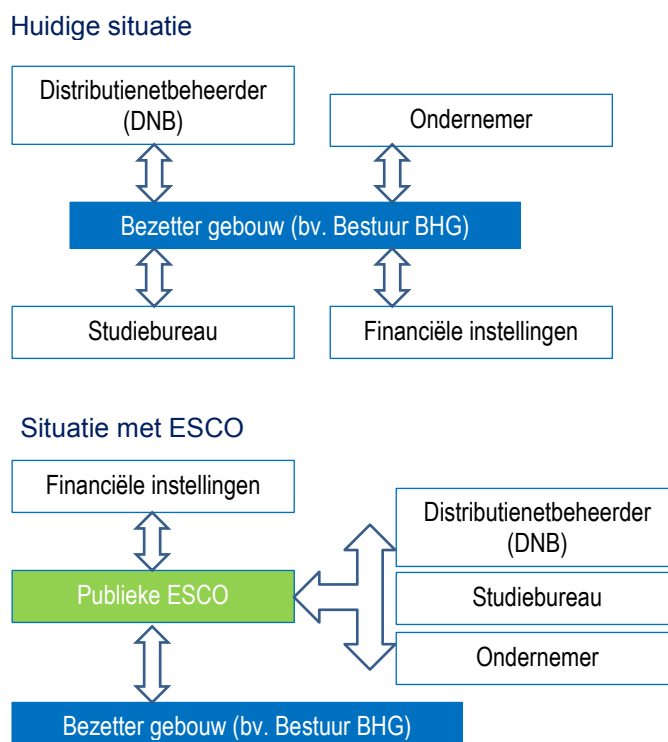 Huidige situatie
Distributienetbeheerder
(DNB)
Ondernemer
Bezetter gebouw (bv. Bestuur BHG)
Studiebureau
Financiële instellingen
Situatie met ESCO
Financiële instellingen
Distributienetbeheerder
(DNB)
Publieke ESCO
Studiebureau
Ondernemer
Bezetter gebouw (bv. Bestuur BHG)